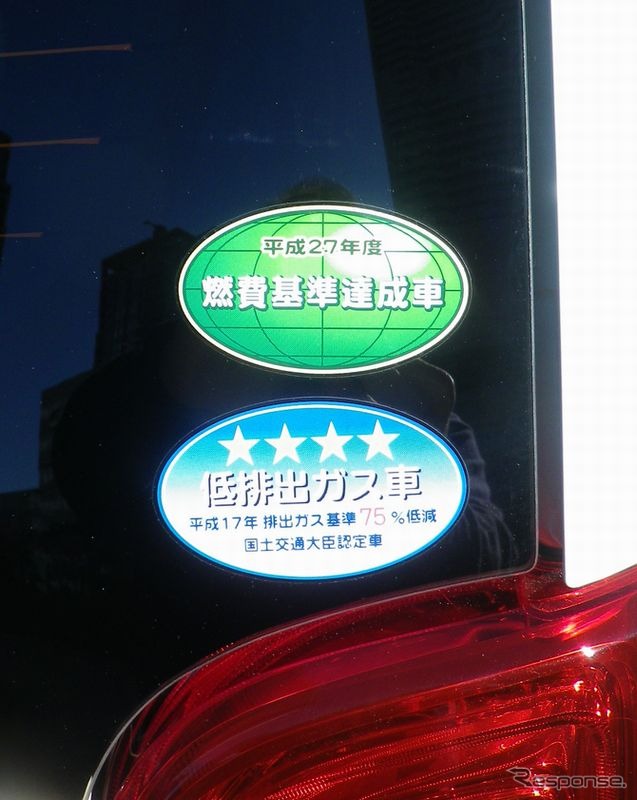 平成27年度
燃費基準達成車
★★★★
低排出ガス車
平成17年 排出ガス基準75%低減
国土交通大臣認定車
Response.